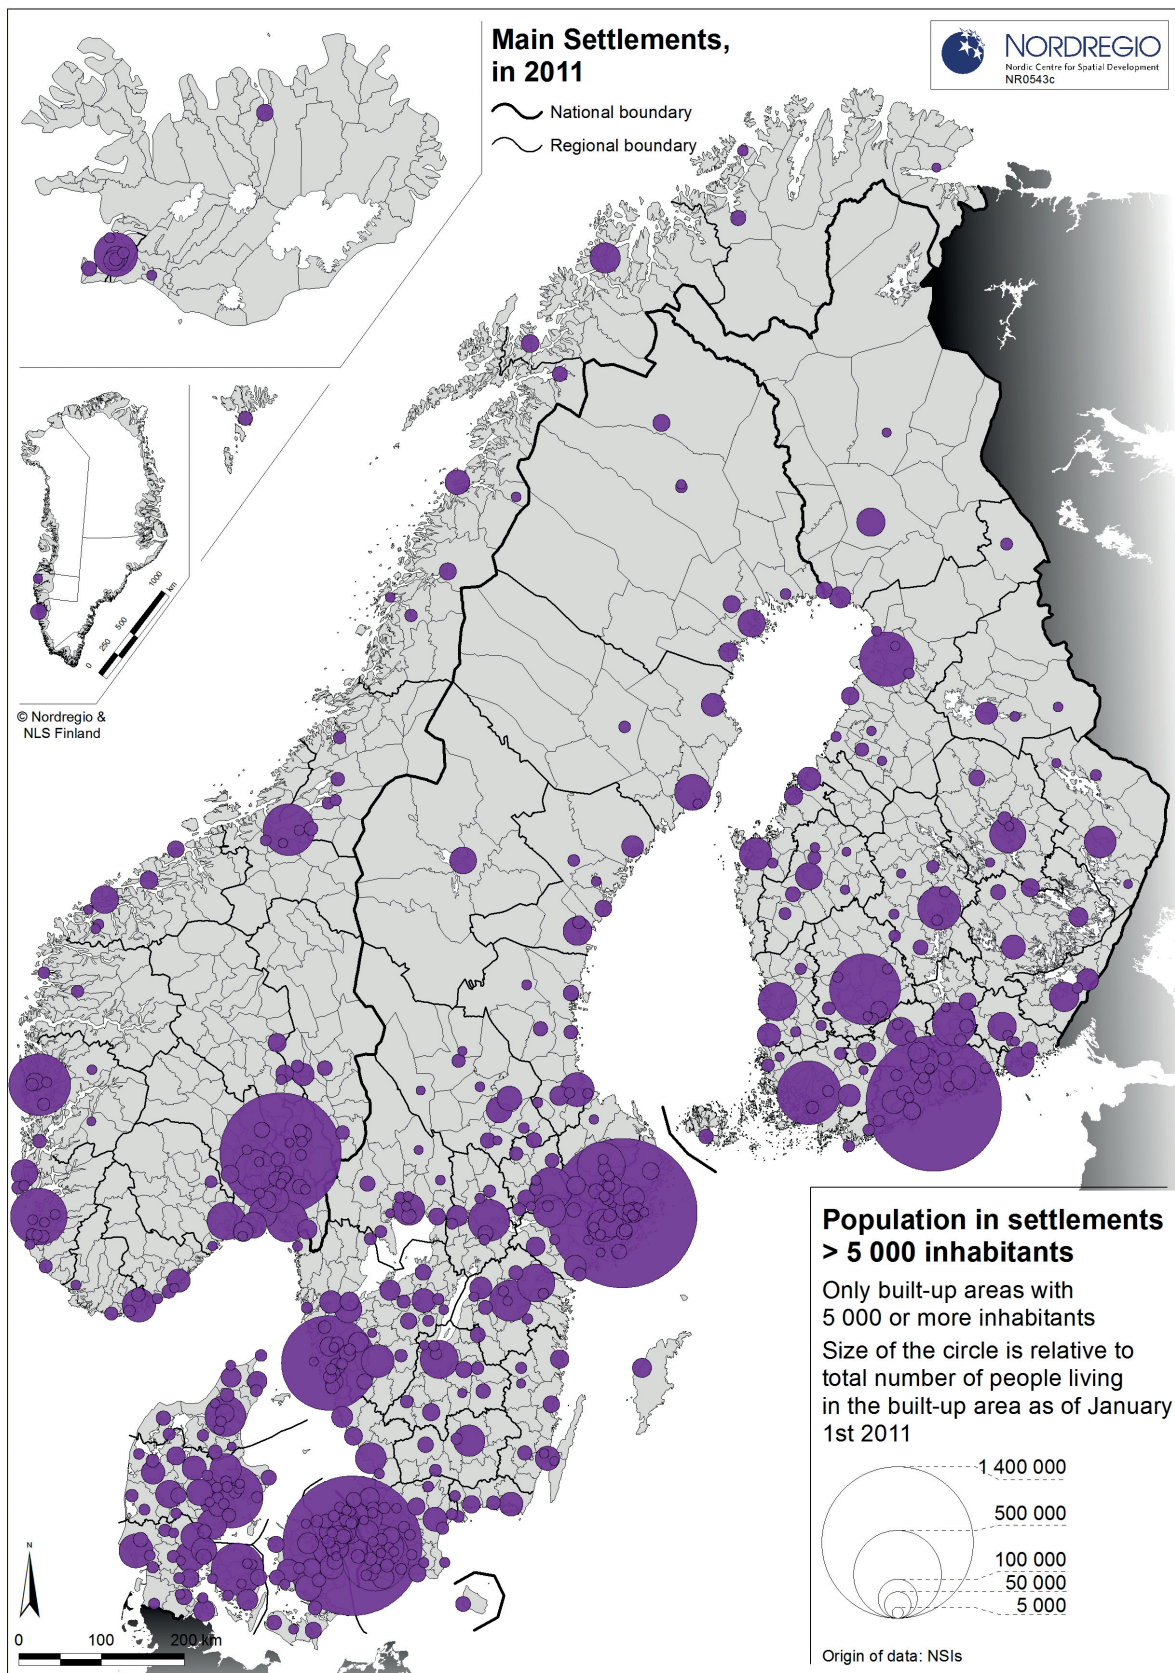 Main Settlements,
in 2011
National boundary
Regional boundary
NORDREGIO
Nordic Centre for Spatial Development
NR0543c
0 250 500 1000
km
© Nordregio &
NLS Finland
Population in settlements
> 5 000 inhabitants
Only built-up areas with
5 000 or more inhabitants
Size of the circle is relative to
total number of people living
in the built-up area as of January
1st 2011
1 400 000
500 000
100 000
50 000
5 000
Origin of data: NSIs
N
0 100 200 km